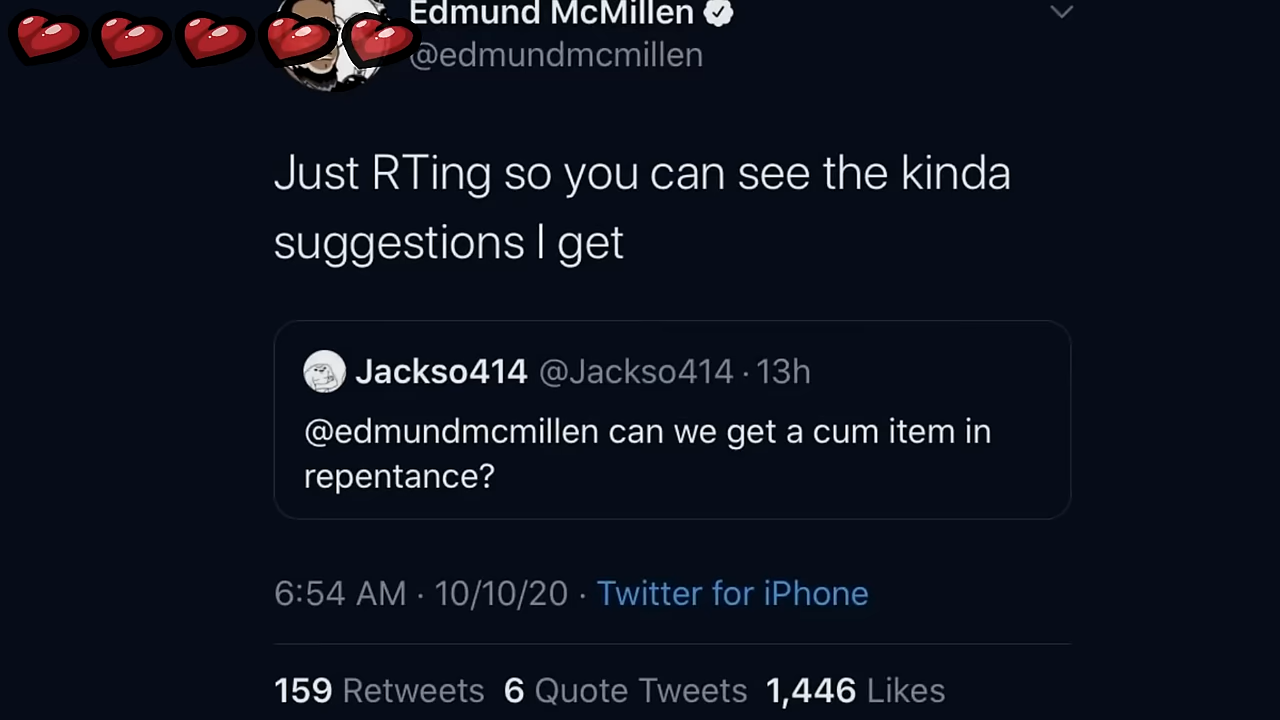 Edmund McMillen
@edmundmcmillen
Just RTing so you can see the kinda
suggestions I get
Jackso414 @Jackso414 · 13h
@edmundmcmillen can we get a cum item in
repentance?
6:54 AM · 10/10/20 · Twitter for iPhone
159 Retweets 6 Quote Tweets 1,446 Likes